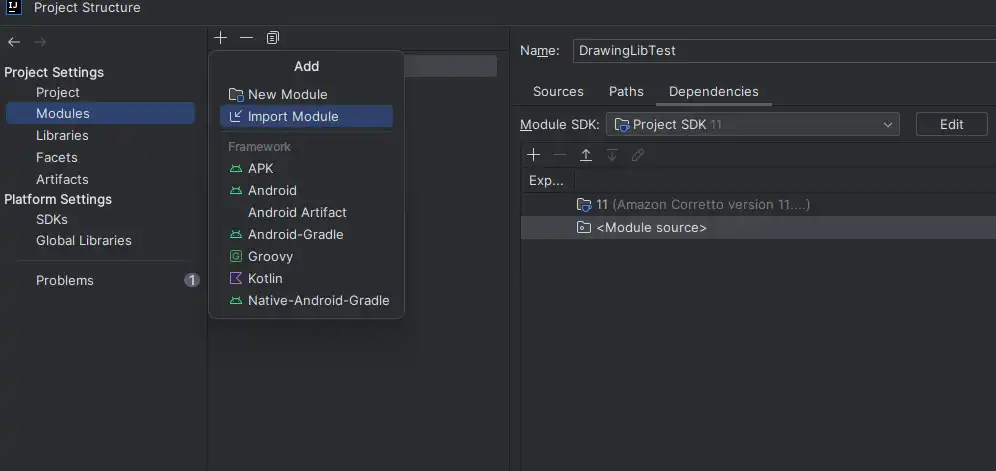 IJ
Project Structure
Project Settings
Project
Modules
Libraries
Facets
Artifacts
Platform Settings
SDKs
Global Libraries
Problems 1
Add
New Module
Import Module
Framework
APK
Android
Android Artifact
Android-Gradle
Groovy
Kotlin
Native-Android-Gradle
Name: DrawingLibTest
Sources Paths Dependencies
Module SDK: Project SDK 11 Edit
Exp...
11 (Amazon Corretto version 11....)
<Module source>